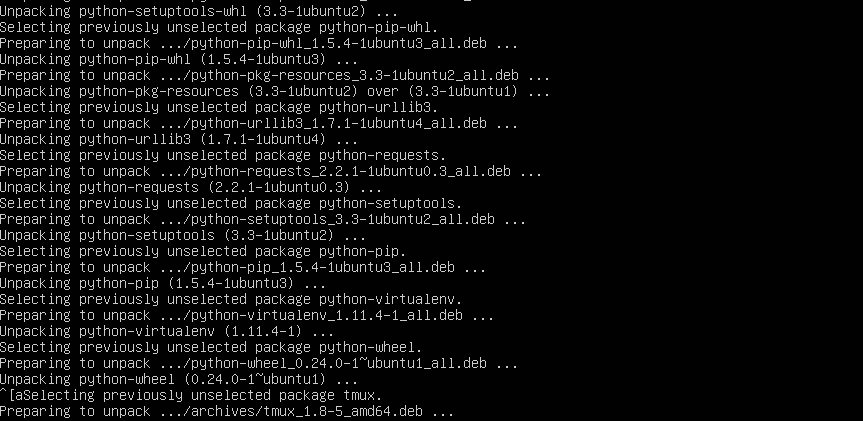 Unpacking python-setuptools-whl (3.3-1ubuntu2) ...
Selecting previously unselected package python-pip-whl.
Preparing to unpack .../python-pip-whl_1.5.4-1ubuntu3_all.deb ...
Unpacking python-pip-whl (1.5.4-1ubuntu3) ...
Preparing to unpack .../python-pkg-resources_3.3-1ubuntu2_all.deb ...
Unpacking python-pkg-resources (3.3-1ubuntu2) over (3.3-1ubuntu1) ...
Selecting previously unselected package python-urllib3.
Preparing to unpack .../python-urllib3_1.7.1-1ubuntu4_all.deb ...
Unpacking python-urllib3 (1.7.1-1ubuntu4) ...
Selecting previously unselected package python-requests.
Preparing to unpack .../python-requests_2.2.1-1ubuntu0.3_all.deb ...
Unpacking python-requests (2.2.1-1ubuntu0.3) ...
Selecting previously unselected package python-setuptools.
Preparing to unpack .../python-setuptools_3.3-1ubuntu2_all.deb ...
Unpacking python-setuptools (3.3-1ubuntu2) ...
Selecting previously unselected package python-pip.
Preparing to unpack .../python-pip_1.5.4-1ubuntu3_all.deb ...
Unpacking python-pip (1.5.4-1ubuntu3) ...
Selecting previously unselected package python-virtualenv.
Preparing to unpack .../python-virtualenv_1.11.4-1_all.deb ...
Unpacking python-virtualenv (1.11.4-1) ...
Selecting previously unselected package python-wheel.
Preparing to unpack .../python-wheel_0.24.0-1~ubuntu1_all.deb ...
Unpacking python-wheel (0.24.0-1~ubuntu1) ...
^[aSelecting previously unselected package tmux.
Preparing to unpack .../archives/tmux_1.8-5_amd64.deb ...